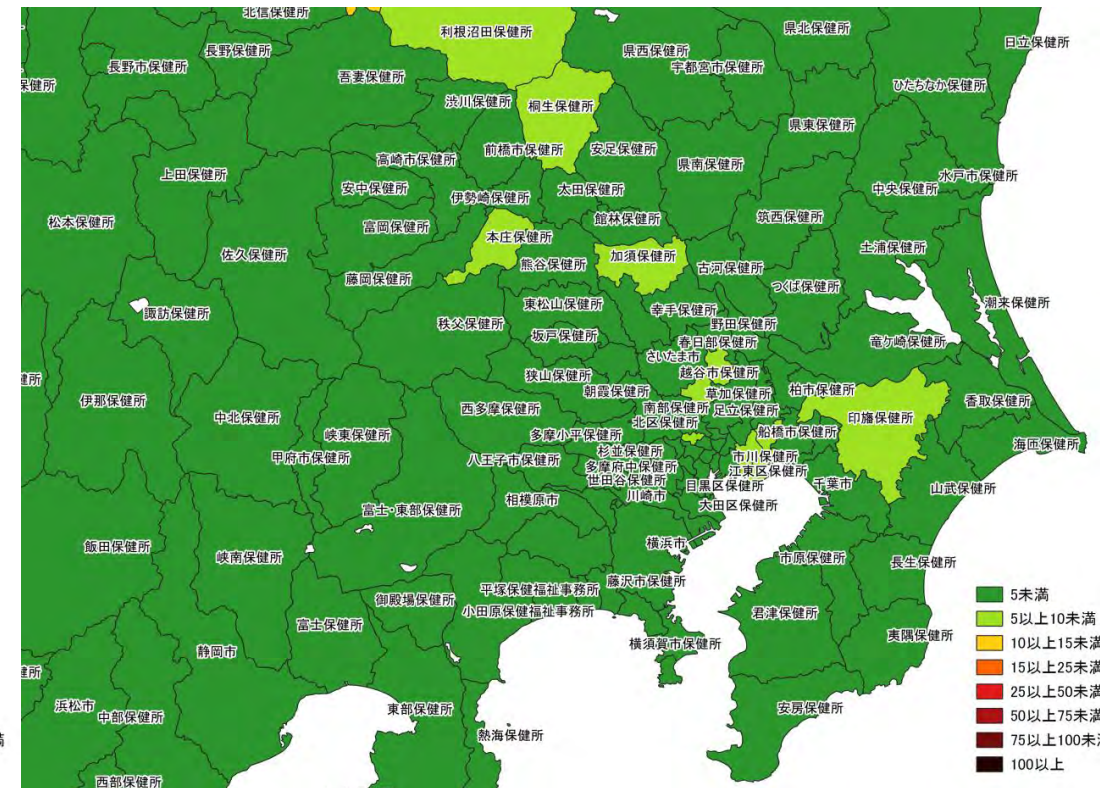 北信保健所
利根沼田保健所
県北保健所
日立保健所
長野保健所
県西保健所
長野市保健所
宇都宮市保健所
吾妻保健所
保健所
ひたちなか保健所
渋川保健所
桐生保健所
県東保健所
前橋市保健所
安足保健所
高崎市保健所
県南保健所
上田保健所
水戸市保健所
安中保健所
太田保健所
中央保健所
伊勢崎保健所
松本保健所
富岡保健所
館林保健所
筑西保健所
本庄保健所
土浦保健所
佐久保健所
加須保健所
熊谷保健所
古河保健所
藤岡保健所
つくば保健所
東松山保健所
潮来保健所
諏訪保健所
幸手保健所
秩父保健所
野田保健所
坂戸保健所
春日部保健所
竜ケ崎保健所
さいたま市
越谷市保健所
狭山保健所
所
朝霞保健所
柏市保健所
草加保健所
伊那保健所
香取保健所
南部保健所
足立保健所
西多摩保健所
中北保健所
印旛保健所
北区保健所
船橋市保健所
峡東保健所
多摩小平保健所
海匝保健所
杉並保健所
市川保健所
甲府市保健所
八王子市保健所
多摩府中保健所
江東区保健所
世田谷保健所
目黒区保健所
千葉市
山武保健所
川崎市
相模原市
大田区保健所
富士・東部保健所
横浜市
飯田保健所
峡南保健所
市原保健所
長生保健所
藤沢市保健所
平塚保健福祉事務所
御殿場保健所
小田原保健福祉事務所
君津保健所
富士保健所
夷隅保健所
横須賀市保健所
静岡市
所
浜松市
東部保健所
安房保健所
中部保健所
熱海保健所
西部保健所
満
5未満
5以上10未満
10以上15未満
15以上25未満
25以上50未満
50以上75未満
75以上100未満
100以上